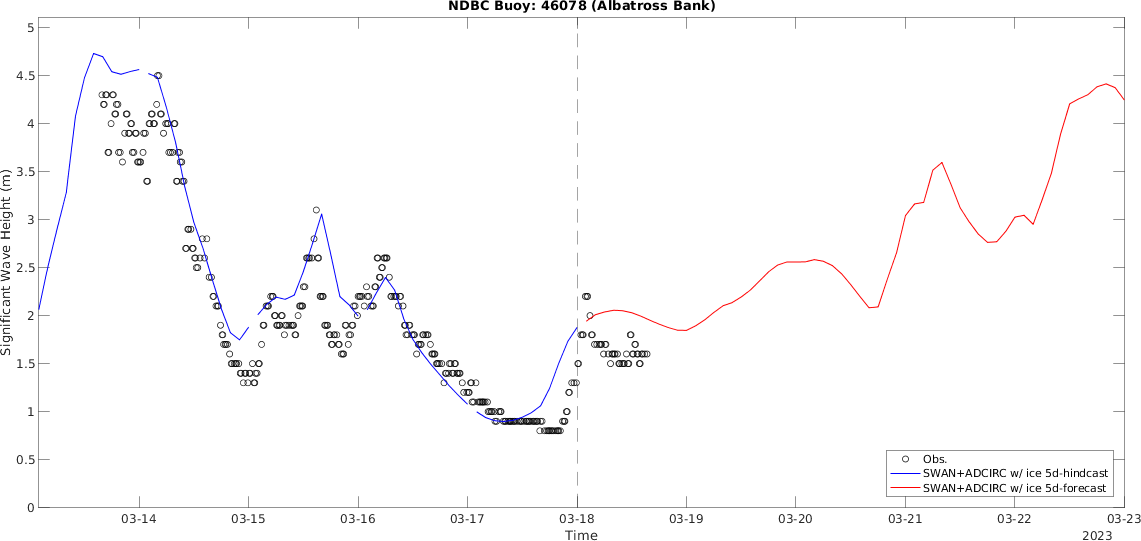 NDBC Buoy: 46078 (Albatross Bank)
Significant Wave Height (m)
5
4.5
4
3.5
3
2.5
2
1.5
1
0.5
0
Obs.
SWAN+ADCIRC w/ ice 5d-hindcast
SWAN+ADCIRC w/ ice 5d-forecast
03-14 03-15 03-16 03-17 03-18 03-19 03-20 03-21 03-22 03-23
Time
2023